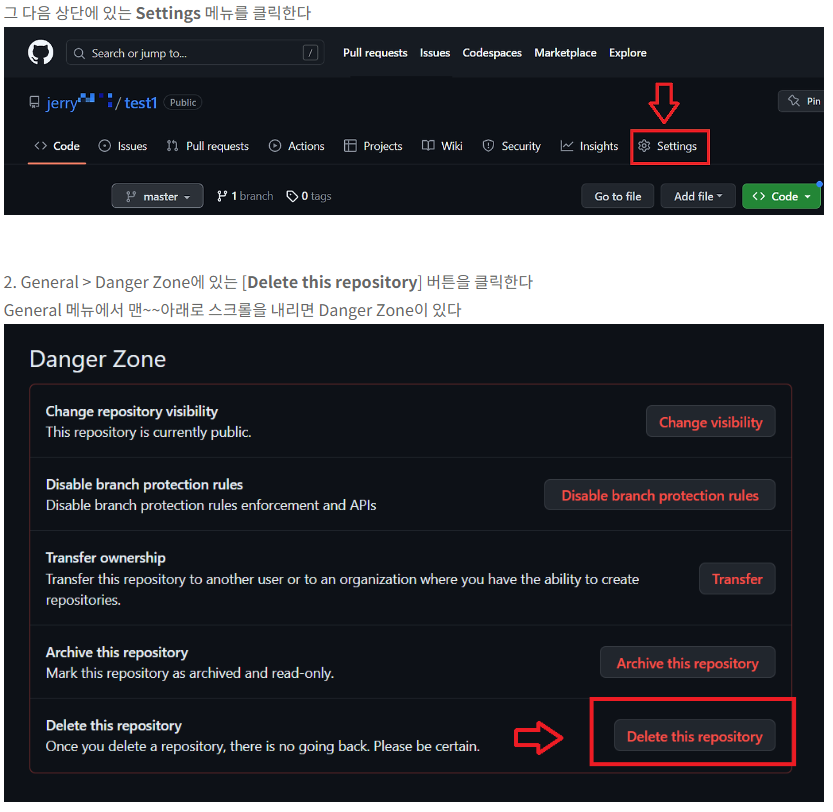 그 다음 상단에 있는 Settings 메뉴를 클릭한다
Search or jump to... /
Pull requests Issues Codespaces Marketplace Explore
jerry / test1 Public
Pin
Code Issues Pull requests Actions Projects Wiki Security Insights Settings
master 1 branch 0 tags Go to file Add file Code
2. General > Danger Zone에 있는 [Delete this repository] 버튼을 클릭한다
General 메뉴에서 맨~~아래로 스크롤을 내리면 Danger Zone이 있다
Danger Zone
Change repository visibility
This repository is currently public.
Change visibility
Disable branch protection rules
Disable branch protection rules enforcement and APIs
Disable branch protection rules
Transfer ownership
Transfer this repository to another user or to an organization where you have the ability to create
repositories.
Transfer
Archive this repository
Mark this repository as archived and read-only.
Archive this repository
Delete this repository
Once you delete a repository, there is no going back. Please be certain.
Delete this repository